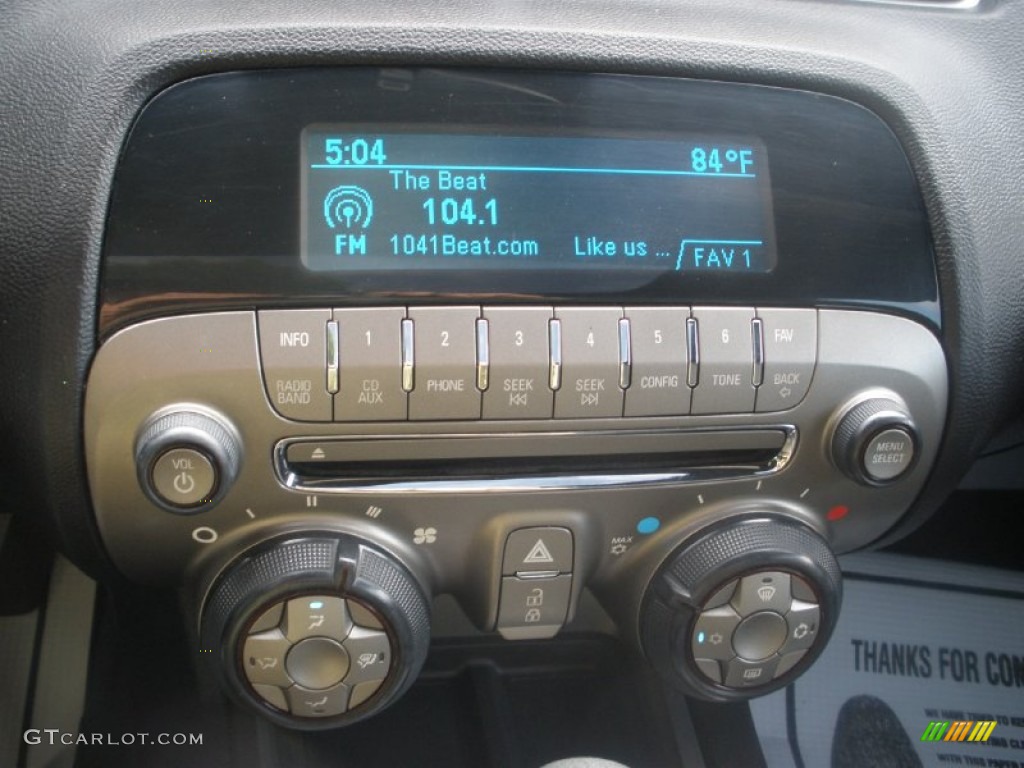 5:04 84°F
The Beat
104.1
FM 1041Beat.com Like us ... FAV 1
INFO 1 2 3 4 5 6 FAV
RADIO BAND CD AUX PHONE SEEK SEEK CONFIG TONE BACK
VOL
MENU SELECT
MAX
THANKS FOR CON
GTCARLOT.COM